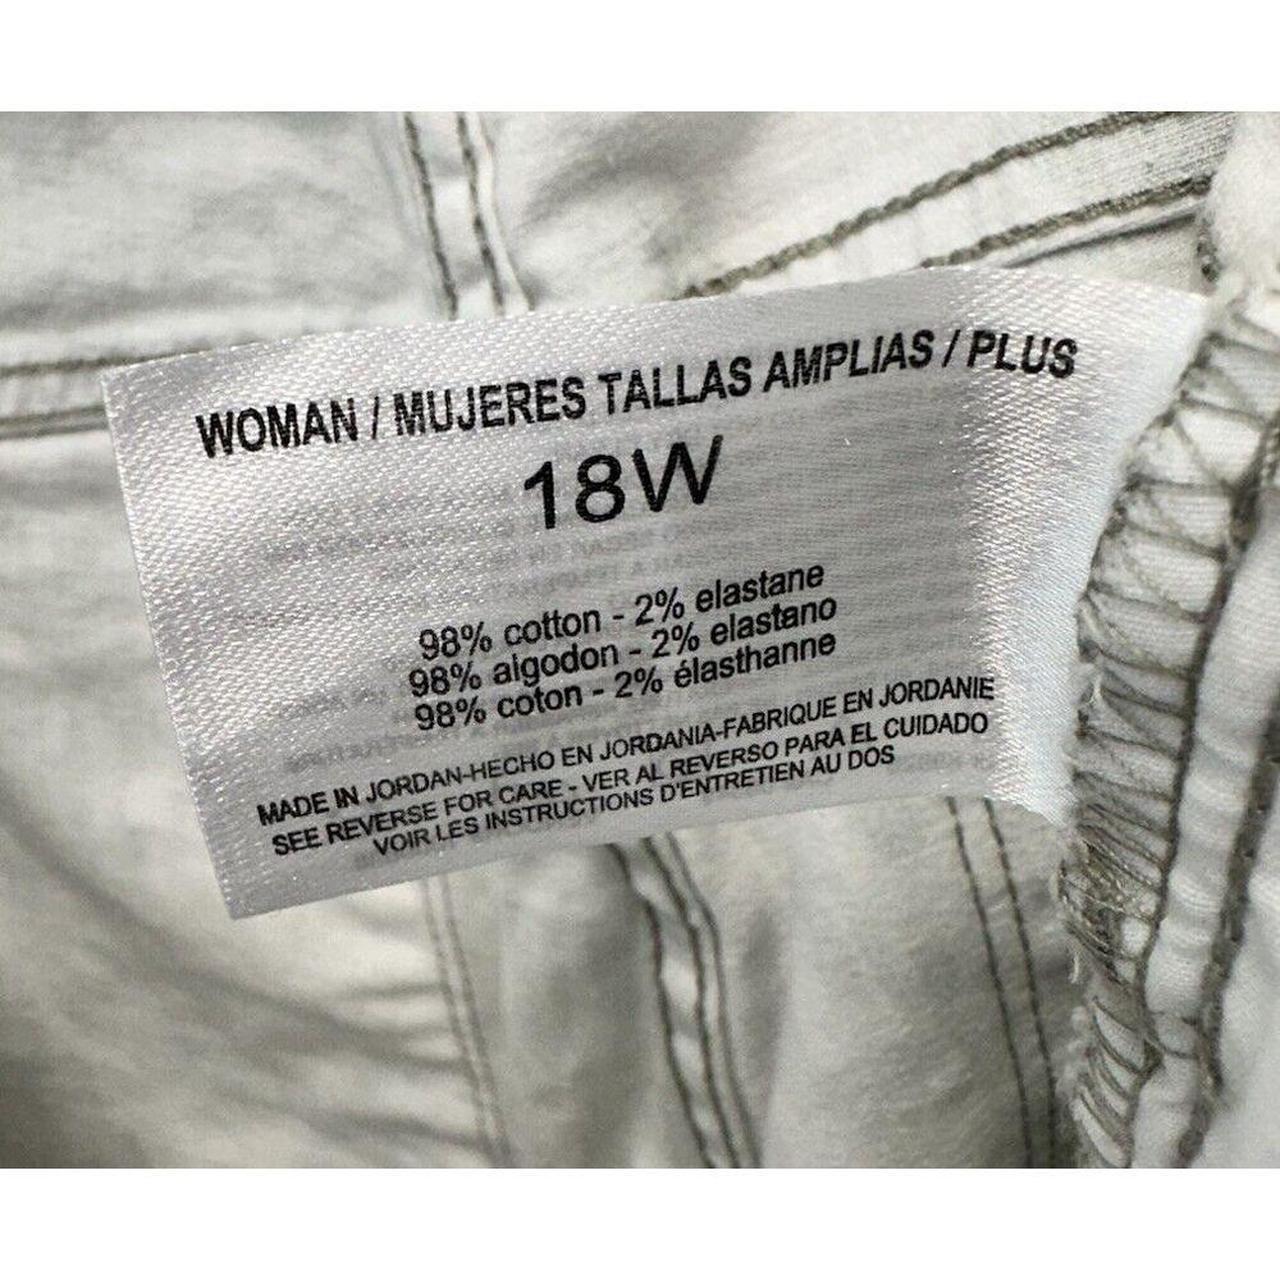 WOMAN / MUJERES TALLAS AMPLIAS / PLUS
18W
98% cotton - 2% elastane
98% algodon - 2% elastano
98% coton - 2% élasthanne
MADE IN JORDAN-HECHO EN JORDANIA-FABRIQUE EN JORDANIE
SEE REVERSE FOR CARE - VER AL REVERSO PARA EL CUIDADO
VOIR LES INSTRUCTIONS D'ENTRETIEN AU DOS